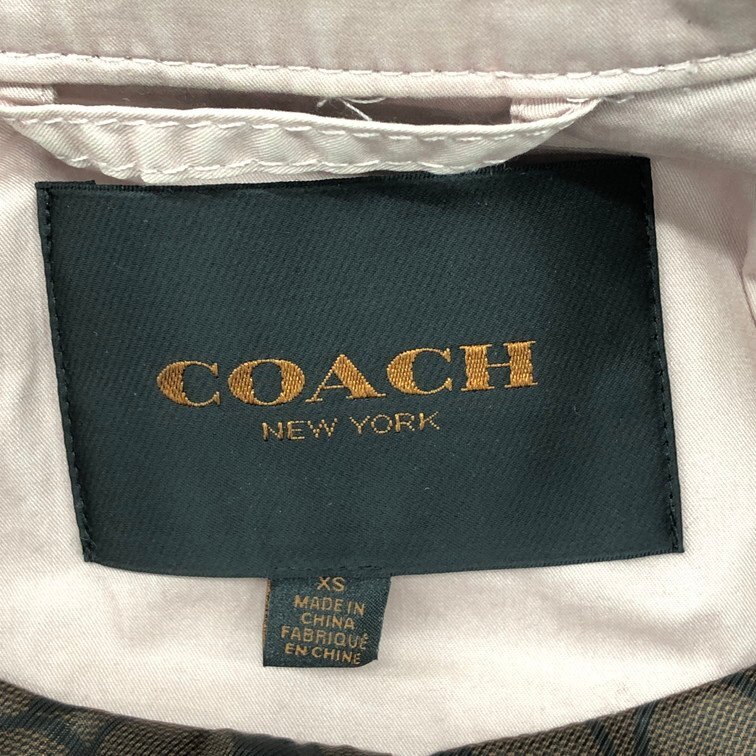 COACH
NEW YORK
XS
MADE IN
CHINA
FABRIQUÉ
EN CHINE